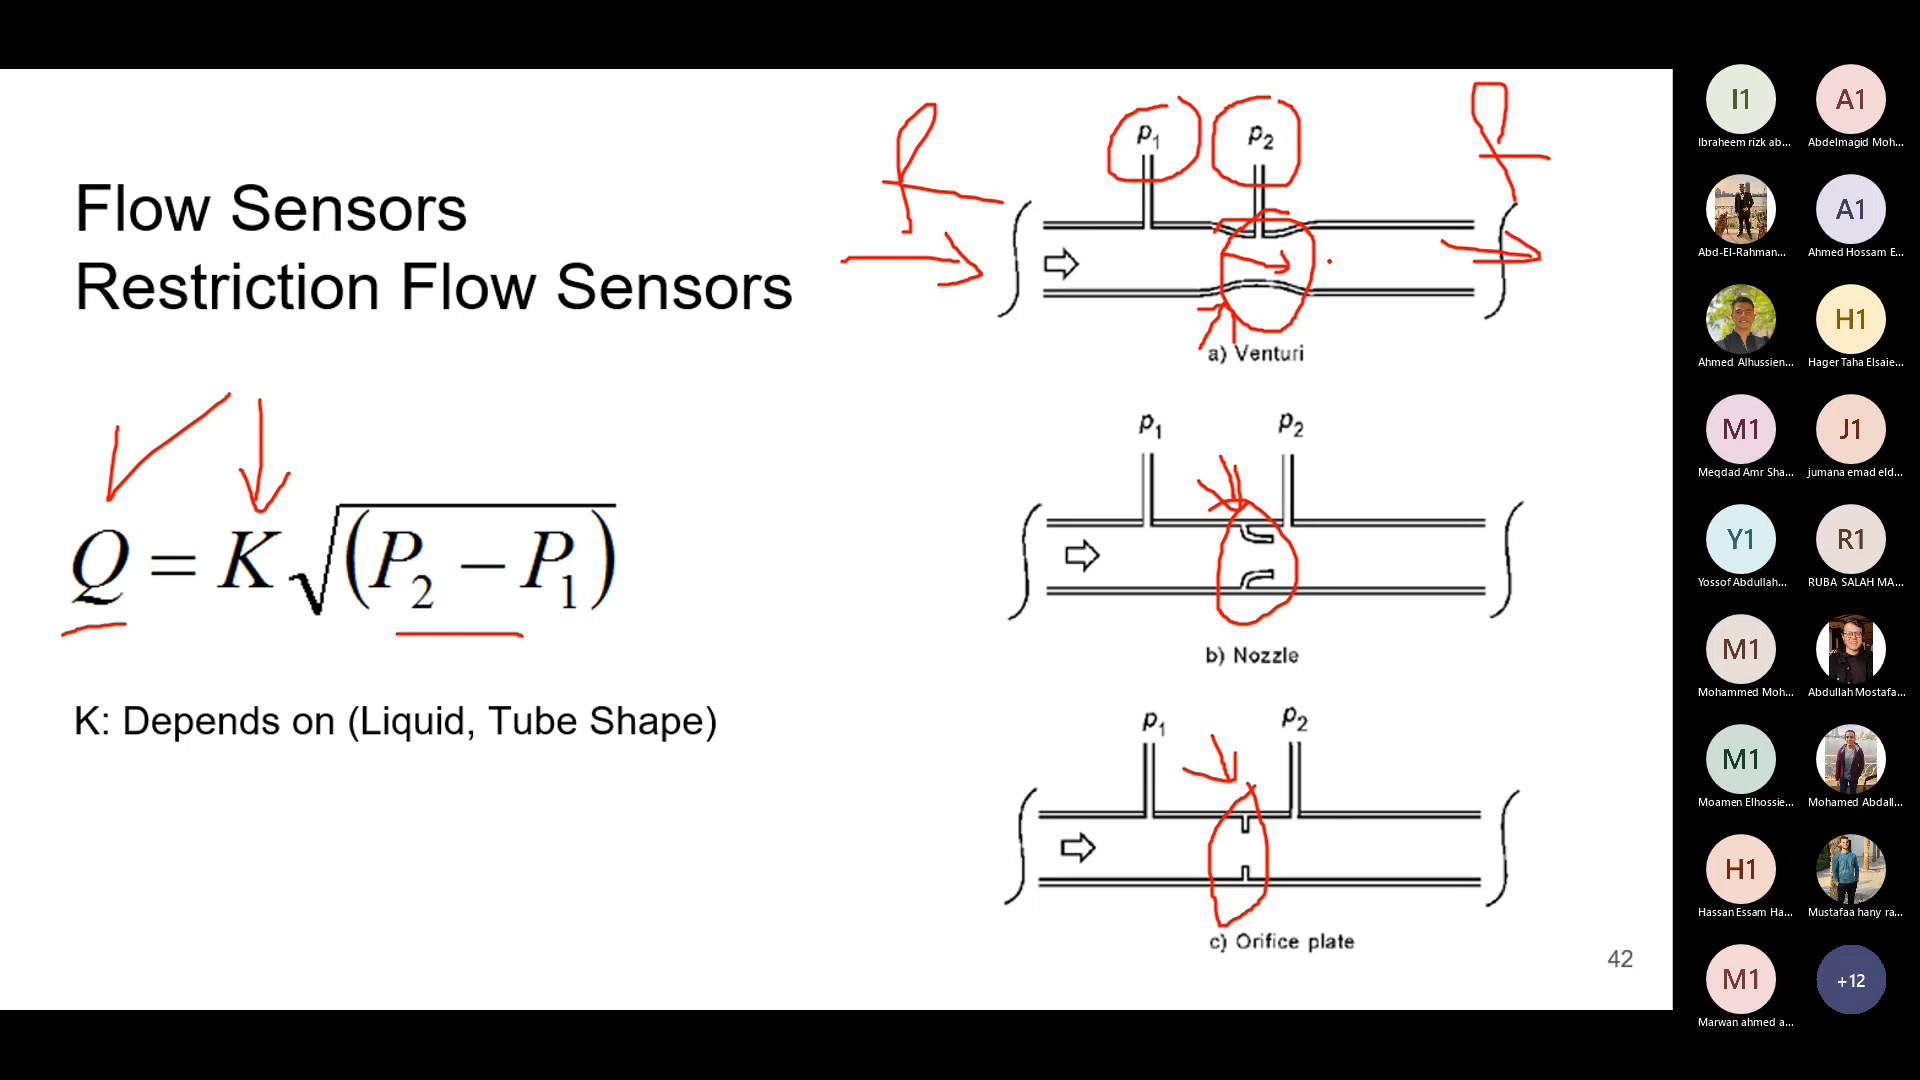 Flow Sensors
Restriction Flow Sensors
Q = K√(P₂ − P₁)
K: Depends on (Liquid, Tube Shape)
p₁ p₂
a) Venturi
p₁ p₂
b) Nozzle
p₁ p₂
c) Orifice plate
42
I1 A1
Ibraheem rizk ab... Abdelmagid Moh...
A1
Abd-El-Rahman... Ahmed Hossam E...
H1
Ahmed Alhussien... Hager Taha Elsaie...
M1 J1
Meqdad Amr Sha... jumana emad eld...
Y1 R1
Yossof Abdullah... RUBA SALAH MA...
M1
Mohammed Moh... Abdullah Mostafa...
M1
Moamen Elhossie... Mohamed Abdall...
H1
Hassan Essam Ha... Mustafaa hany ra...
M1 +12
Marwan ahmed a...